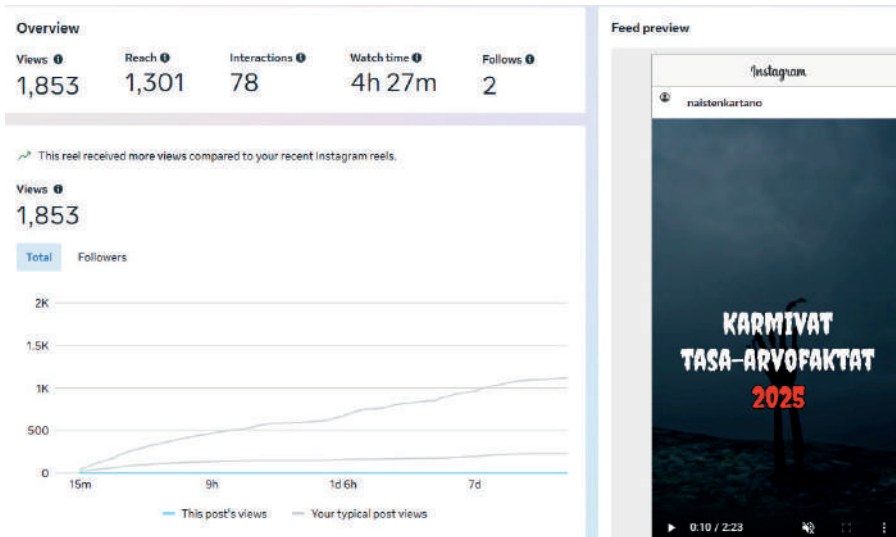 Overview
Views
Reach
Interactions
Watch time
Follows
1,853
1,301
78
4h 27m
2
This reel received more views compared to your recent Instagram reels.
Views
1,853
Total
Followers
2K
1.5K
1K
500
0
15m
9h
1d 6h
7d
This post's views
Your typical post views
Feed preview
Instagram
naistenkartano
KARMIVAT
TASA-ARVOFAKTAT
2025
0:10 / 2:23